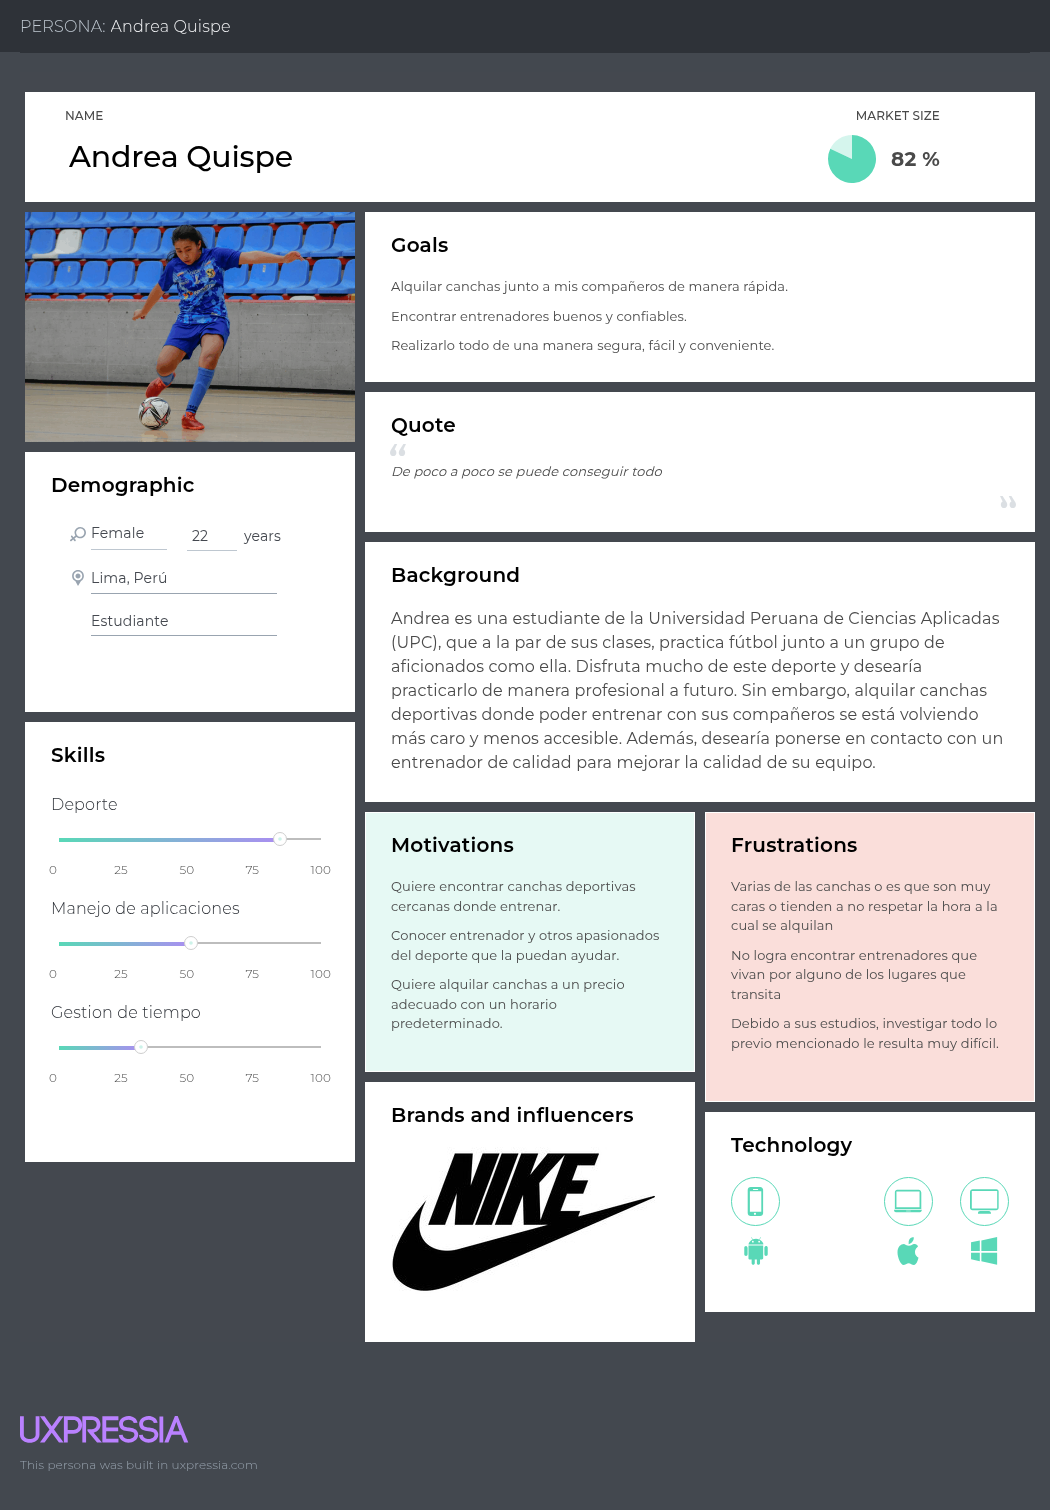 PERSONA: Andrea Quispe
NAME
Andrea Quispe
MARKET SIZE
82 %
Demographic
Female
22 years
Lima, Perú
Estudiante
Skills
Deporte
0 25 50 75 100
Manejo de aplicaciones
0 25 50 75 100
Gestion de tiempo
0 25 50 75 100
Goals
Alquilar canchas junto a mis compañeros de manera rápida.
Encontrar entrenadores buenos y confiables.
Realizarlo todo de una manera segura, fácil y conveniente.
Quote
“
De poco a poco se puede conseguir todo
”
Background
Andrea es una estudiante de la Universidad Peruana de Ciencias Aplicadas
(UPC), que a la par de sus clases, practica fútbol junto a un grupo de
aficionados como ella. Disfruta mucho de este deporte y desearía
practicarlo de manera profesional a futuro. Sin embargo, alquilar canchas
deportivas donde poder entrenar con sus compañeros se está volviendo
más caro y menos accesible. Además, desearía ponerse en contacto con un
entrenador de calidad para mejorar la calidad de su equipo.
Motivations
Quiere encontrar canchas deportivas
cercanas donde entrenar.
Conocer entrenador y otros apasionados
del deporte que la puedan ayudar.
Quiere alquilar canchas a un precio
adecuado con un horario
predeterminado.
Frustrations
Varias de las canchas o es que son muy
caras o tienden a no respetar la hora a la
cual se alquilan
No logra encontrar entrenadores que
vivan por alguno de los lugares que
transita
Debido a sus estudios, investigar todo lo
previo mencionado le resulta muy difícil.
Brands and influencers
NIKE
Technology
UXPRESSIA
This persona was built in uxpressia.com